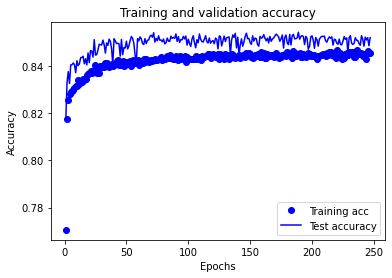 Training and validation accuracy
Accuracy
0.84
0.82
0.80
0.78
0
50
100
150
200
250
Epochs
Training acc
Test accuracy